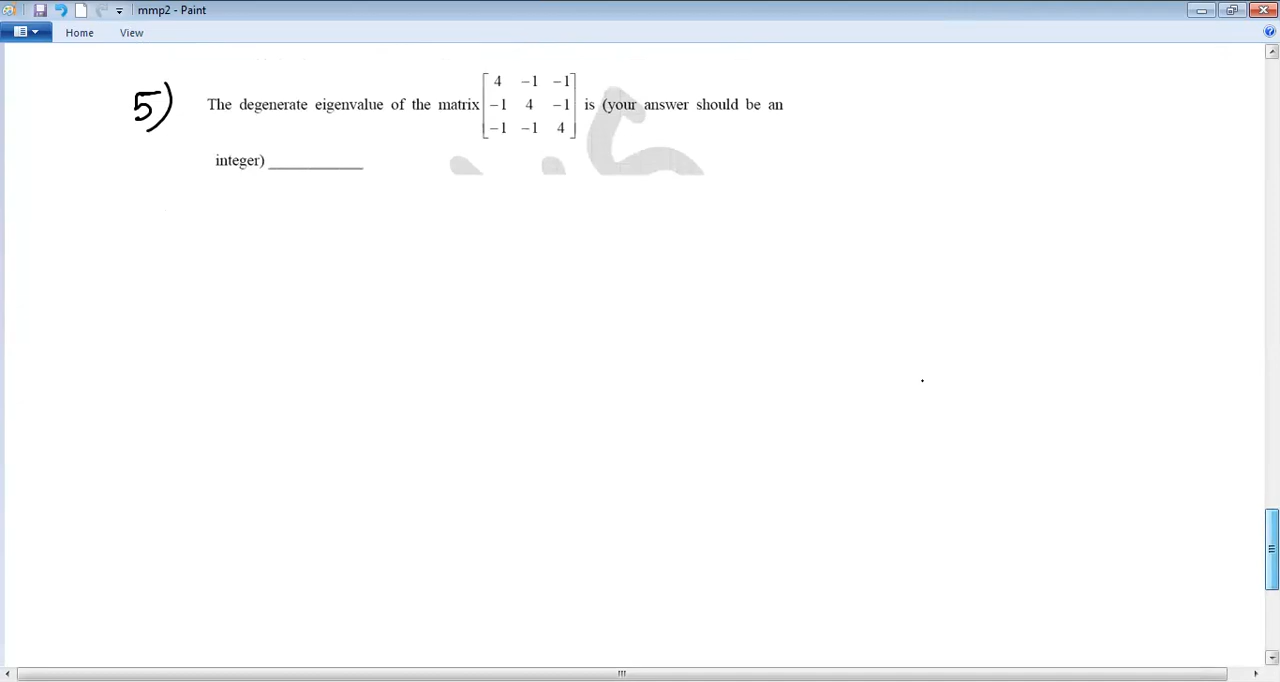 mmp2 - Paint
Home View
5) The degenerate eigenvalue of the matrix [4 −1 −1; −1 4 −1; −1 −1 4] is (your answer should be an
integer) ____________